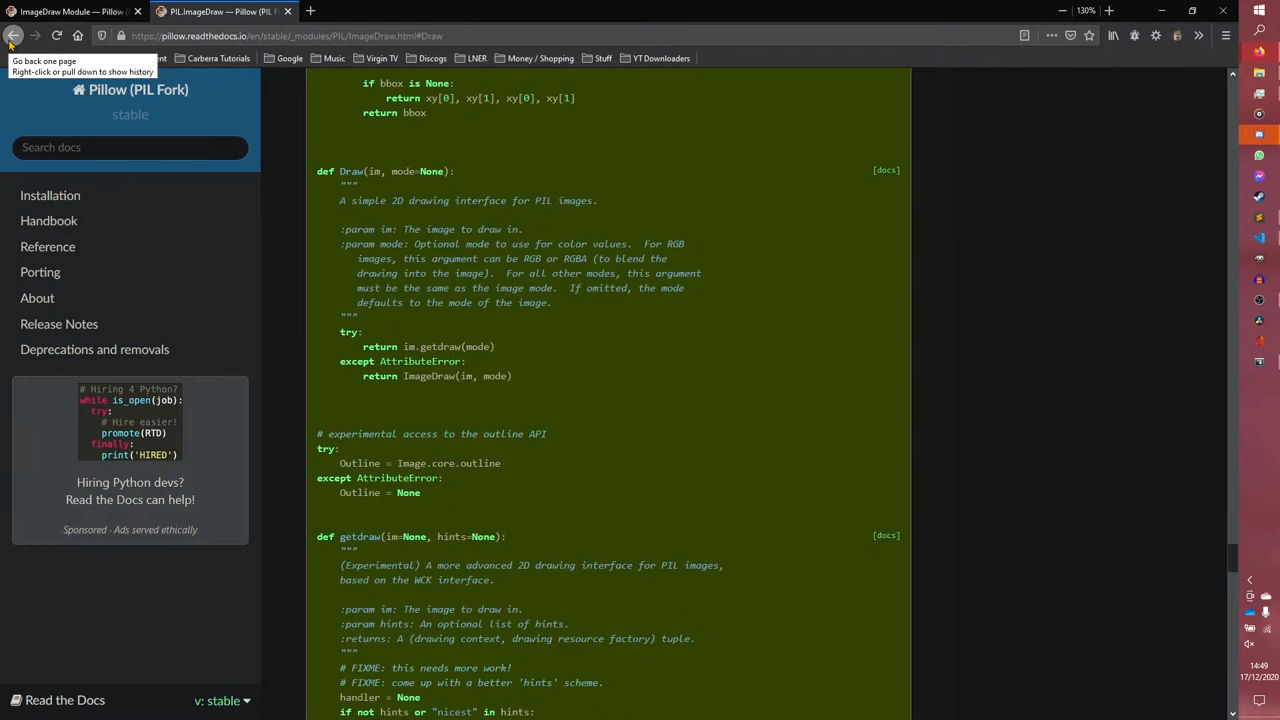 ImageDraw Module — Pillow (
PIL.ImageDraw — Pillow (PIL F
130%
https://pillow.readthedocs.io/en/stable/_modules/PIL/ImageDraw.html#Draw
Go back one page
Right-click or pull down to show history
ent
Carberra Tutorials
Google
Music
Virgin TV
Discogs
LNER
Money / Shopping
Stuff
YT Downloaders
Pillow (PIL Fork)
stable
Search docs
Installation
Handbook
Reference
Porting
About
Release Notes
Deprecations and removals
# Hiring 4 Python?
while is_open(job):
try:
# Hire easier!
promote(RTD)
finally:
print('HIRED')
Hiring Python devs?
Read the Docs can help!
Sponsored · Ads served ethically
Read the Docs
v: stable
if bbox is None:
return xy[0], xy[1], xy[0], xy[1]
return bbox
def Draw(im, mode=None): [docs]
"""
A simple 2D drawing interface for PIL images.
:param im: The image to draw in.
:param mode: Optional mode to use for color values.  For RGB
images, this argument can be RGB or RGBA (to blend the
drawing into the image).  For all other modes, this argument
must be the same as the image mode.  If omitted, the mode
defaults to the mode of the image.
"""
try:
return im.getdraw(mode)
except AttributeError:
return ImageDraw(im, mode)
# experimental access to the outline API
try:
Outline = Image.core.outline
except AttributeError:
Outline = None
def getdraw(im=None, hints=None): [docs]
"""
(Experimental) A more advanced 2D drawing interface for PIL images,
based on the WCK interface.
:param im: The image to draw in.
:param hints: An optional list of hints.
:returns: A (drawing context, drawing resource factory) tuple.
"""
# FIXME: this needs more work!
# FIXME: come up with a better 'hints' scheme.
handler = None
if not hints or "nicest" in hints:
14:49
17/12/2020